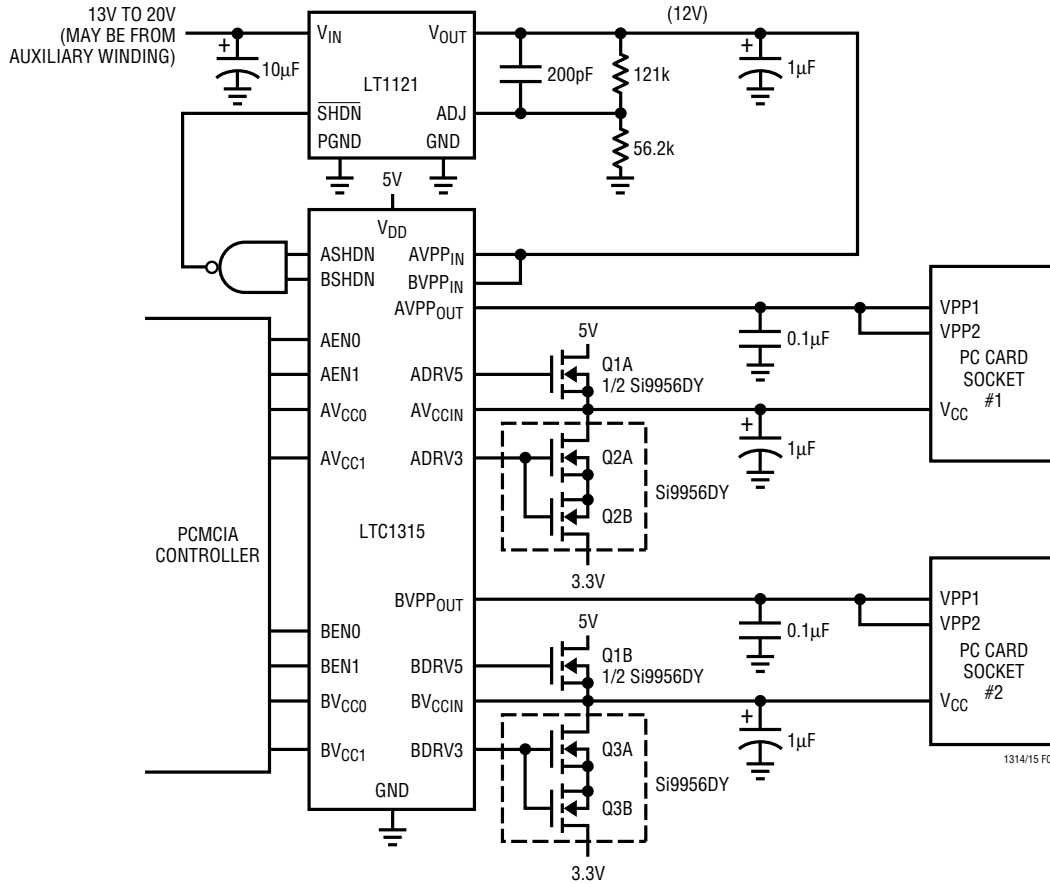 13V TO 20V
(MAY BE FROM
AUXILIARY WINDING)
+
10µF
VIN
VOUT
LT1121
SHDN
ADJ
PGND
GND
200pF
121k
56.2k
(12V)
+
1µF
5V
VDD
ASHDN
BSHDN
AVPPIN
BVPPIN
AVPPOUT
AEN0
AEN1
AVCC0
AVCC1
ADRV5
AVCCIN
ADRV3
LTC1315
PCMCIA
CONTROLLER
5V
Q1A
1/2 Si9956DY
Q2A
Q2B
Si9956DY
3.3V
0.1µF
+
1µF
VPP1
VPP2
PC CARD
SOCKET
#1
VCC
BVPPOUT
BEN0
BEN1
BVCC0
BVCC1
BDRV5
BVCCIN
BDRV3
GND
5V
Q1B
1/2 Si9956DY
Q3A
Q3B
Si9956DY
3.3V
0.1µF
+
1µF
VPP1
VPP2
PC CARD
SOCKET
#2
VCC
1314/15